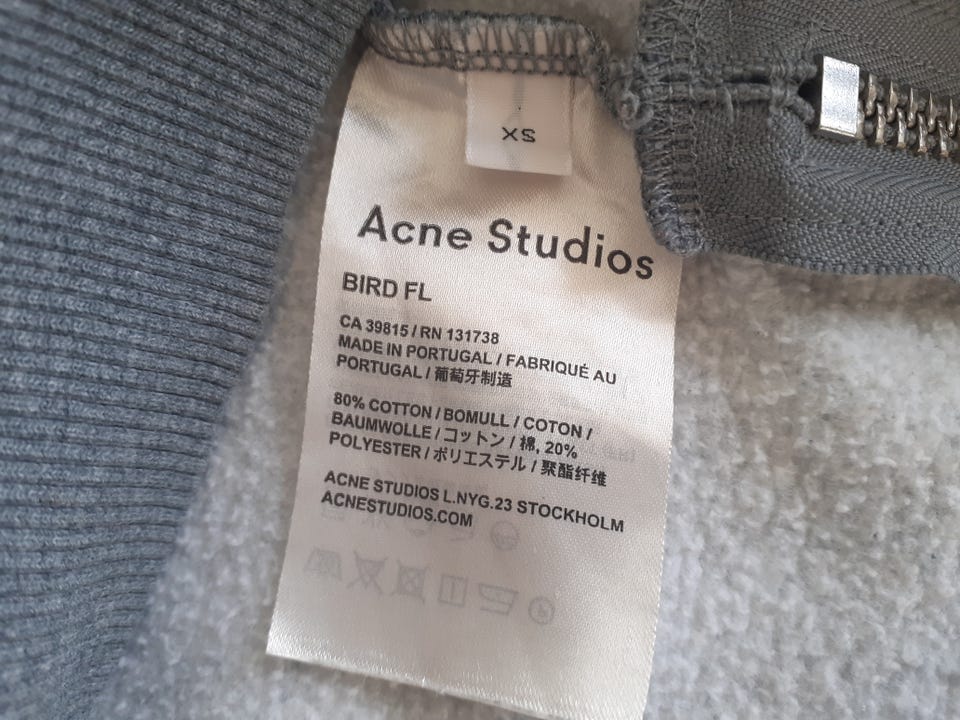 XS
Acne Studios
BIRD FL
CA 39815 / RN 131738
MADE IN PORTUGAL / FABRIQUÉ AU
PORTUGAL / 葡萄牙制造
80% COTTON / BOMULL / COTON /
BAUMWOLLE / コットン / 棉, 20%
POLYESTER / ポリエステル / 聚酯纤维
ACNE STUDIOS L.NYG.23 STOCKHOLM
ACNESTUDIOS.COM